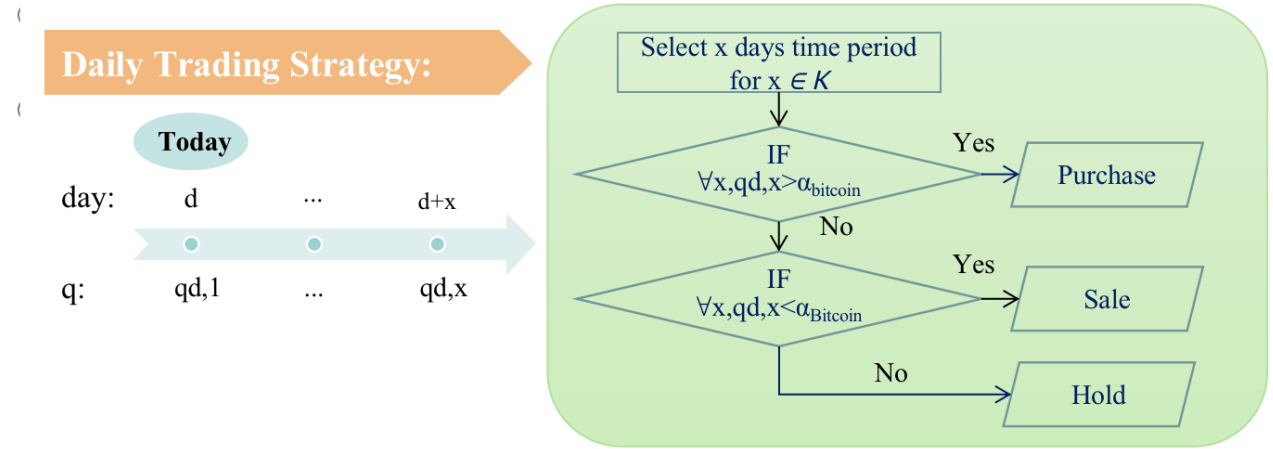 Daily Trading Strategy:
Today
day: d ... d+x
q: qd,1 ... qd,x
Select x days time period
for x ∈ K
IF
∀x,qd,x>αbitcoin
Yes
Purchase
No
IF
∀x,qd,x<αBitcoin
Yes
Sale
No
Hold